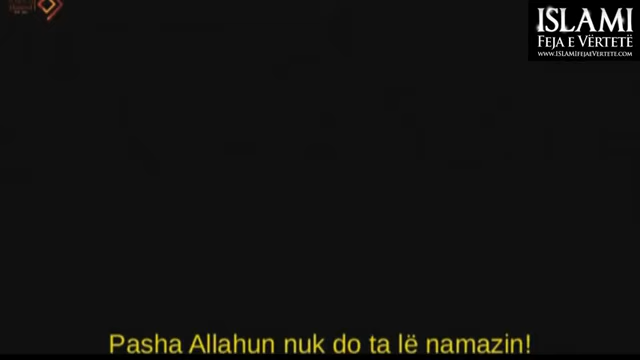 ISLAMI
FEJA E VËRTETË
WWW.ISLAMIFEJAEVERTETE.COM
Pasha Allahun nuk do ta lë namazin!